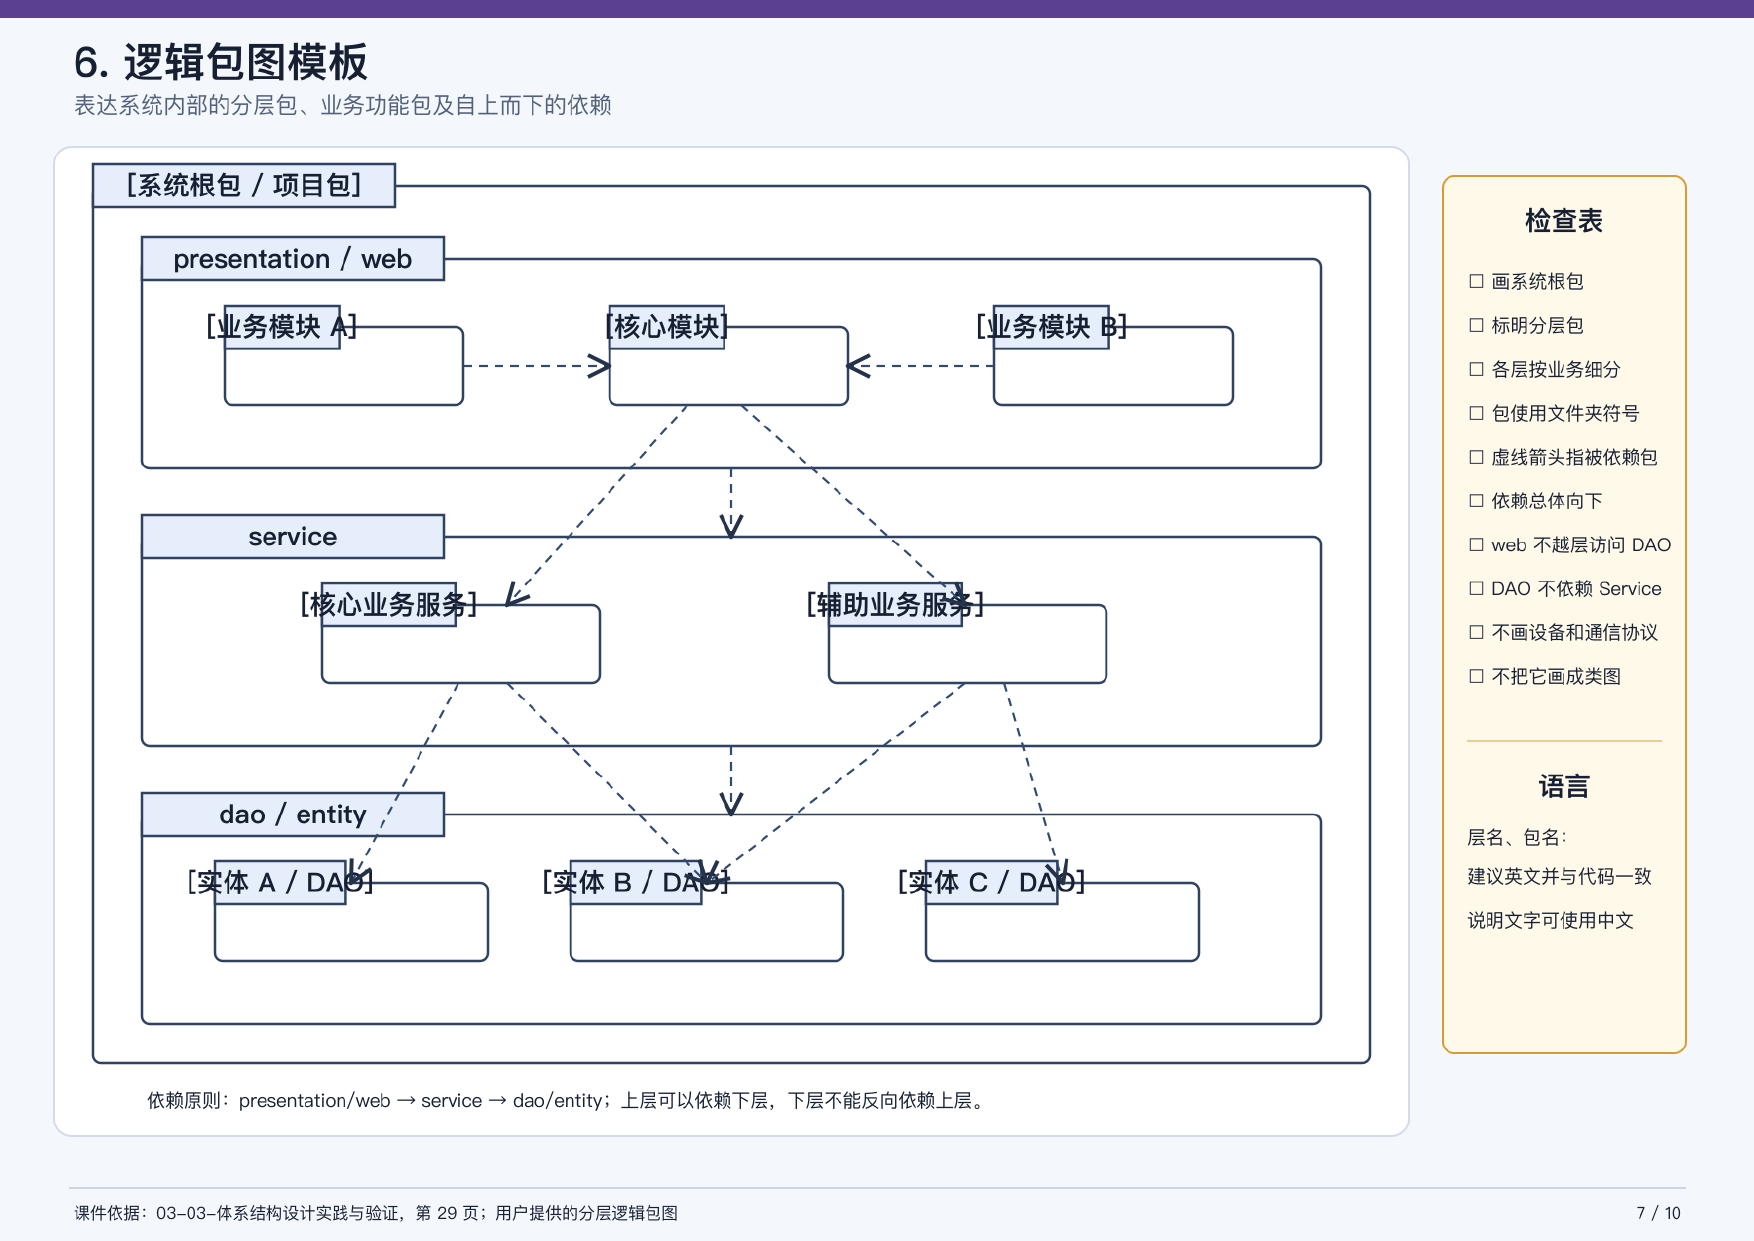 6. 逻辑包图模板
表达系统内部的分层包、业务功能包及自上而下的依赖
[系统根包 / 项目包]
presentation / web
[业务模块 A]
[核心模块]
[业务模块 B]
service
[核心业务服务]
[辅助业务服务]
dao / entity
[实体 A / DAO]
[实体 B / DAO]
[实体 C / DAO]
依赖原则：presentation/web → service → dao/entity；上层可以依赖下层，下层不能反向依赖上层。
检查表
☐ 画系统根包
☐ 标明分层包
☐ 各层按业务细分
☐ 包使用文件夹符号
☐ 虚线箭头指被依赖包
☐ 依赖总体向下
☐ web 不越层访问 DAO
☐ DAO 不依赖 Service
☐ 不画设备和通信协议
☐ 不把它画成类图
语言
层名、包名：
建议英文并与代码一致
说明文字可使用中文
课件依据：03-03-体系结构设计实践与验证，第 29 页；用户提供的分层逻辑包图
7 / 10